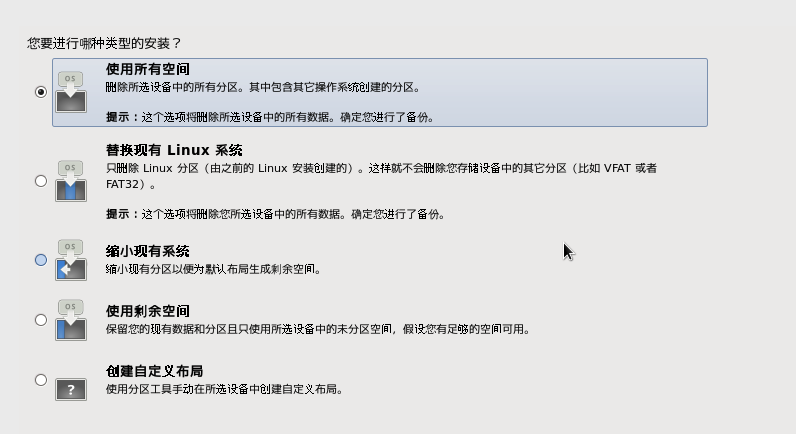 您要进行哪种类型的安装？
OS
使用所有空间
删除所选设备中的所有分区。其中包含其它操作系统创建的分区。
提示：这个选项将删除所选设备中的所有数据。确定您进行了备份。
OS
替换现有 Linux 系统
只删除 Linux 分区（由之前的 Linux 安装创建的）。这样就不会删除您存储设备中的其它分区（比如 VFAT 或者
FAT32）。
提示：这个选项将删除您所选设备中的所有数据。确定您进行了备份。
OS
缩小现有系统
缩小现有分区以便为默认布局生成剩余空间。
OS
使用剩余空间
保留您的现有数据和分区且只使用所选设备中的未分区空间，假设您有足够的空间可用。
?
创建自定义布局
使用分区工具手动在所选设备中创建自定义布局。